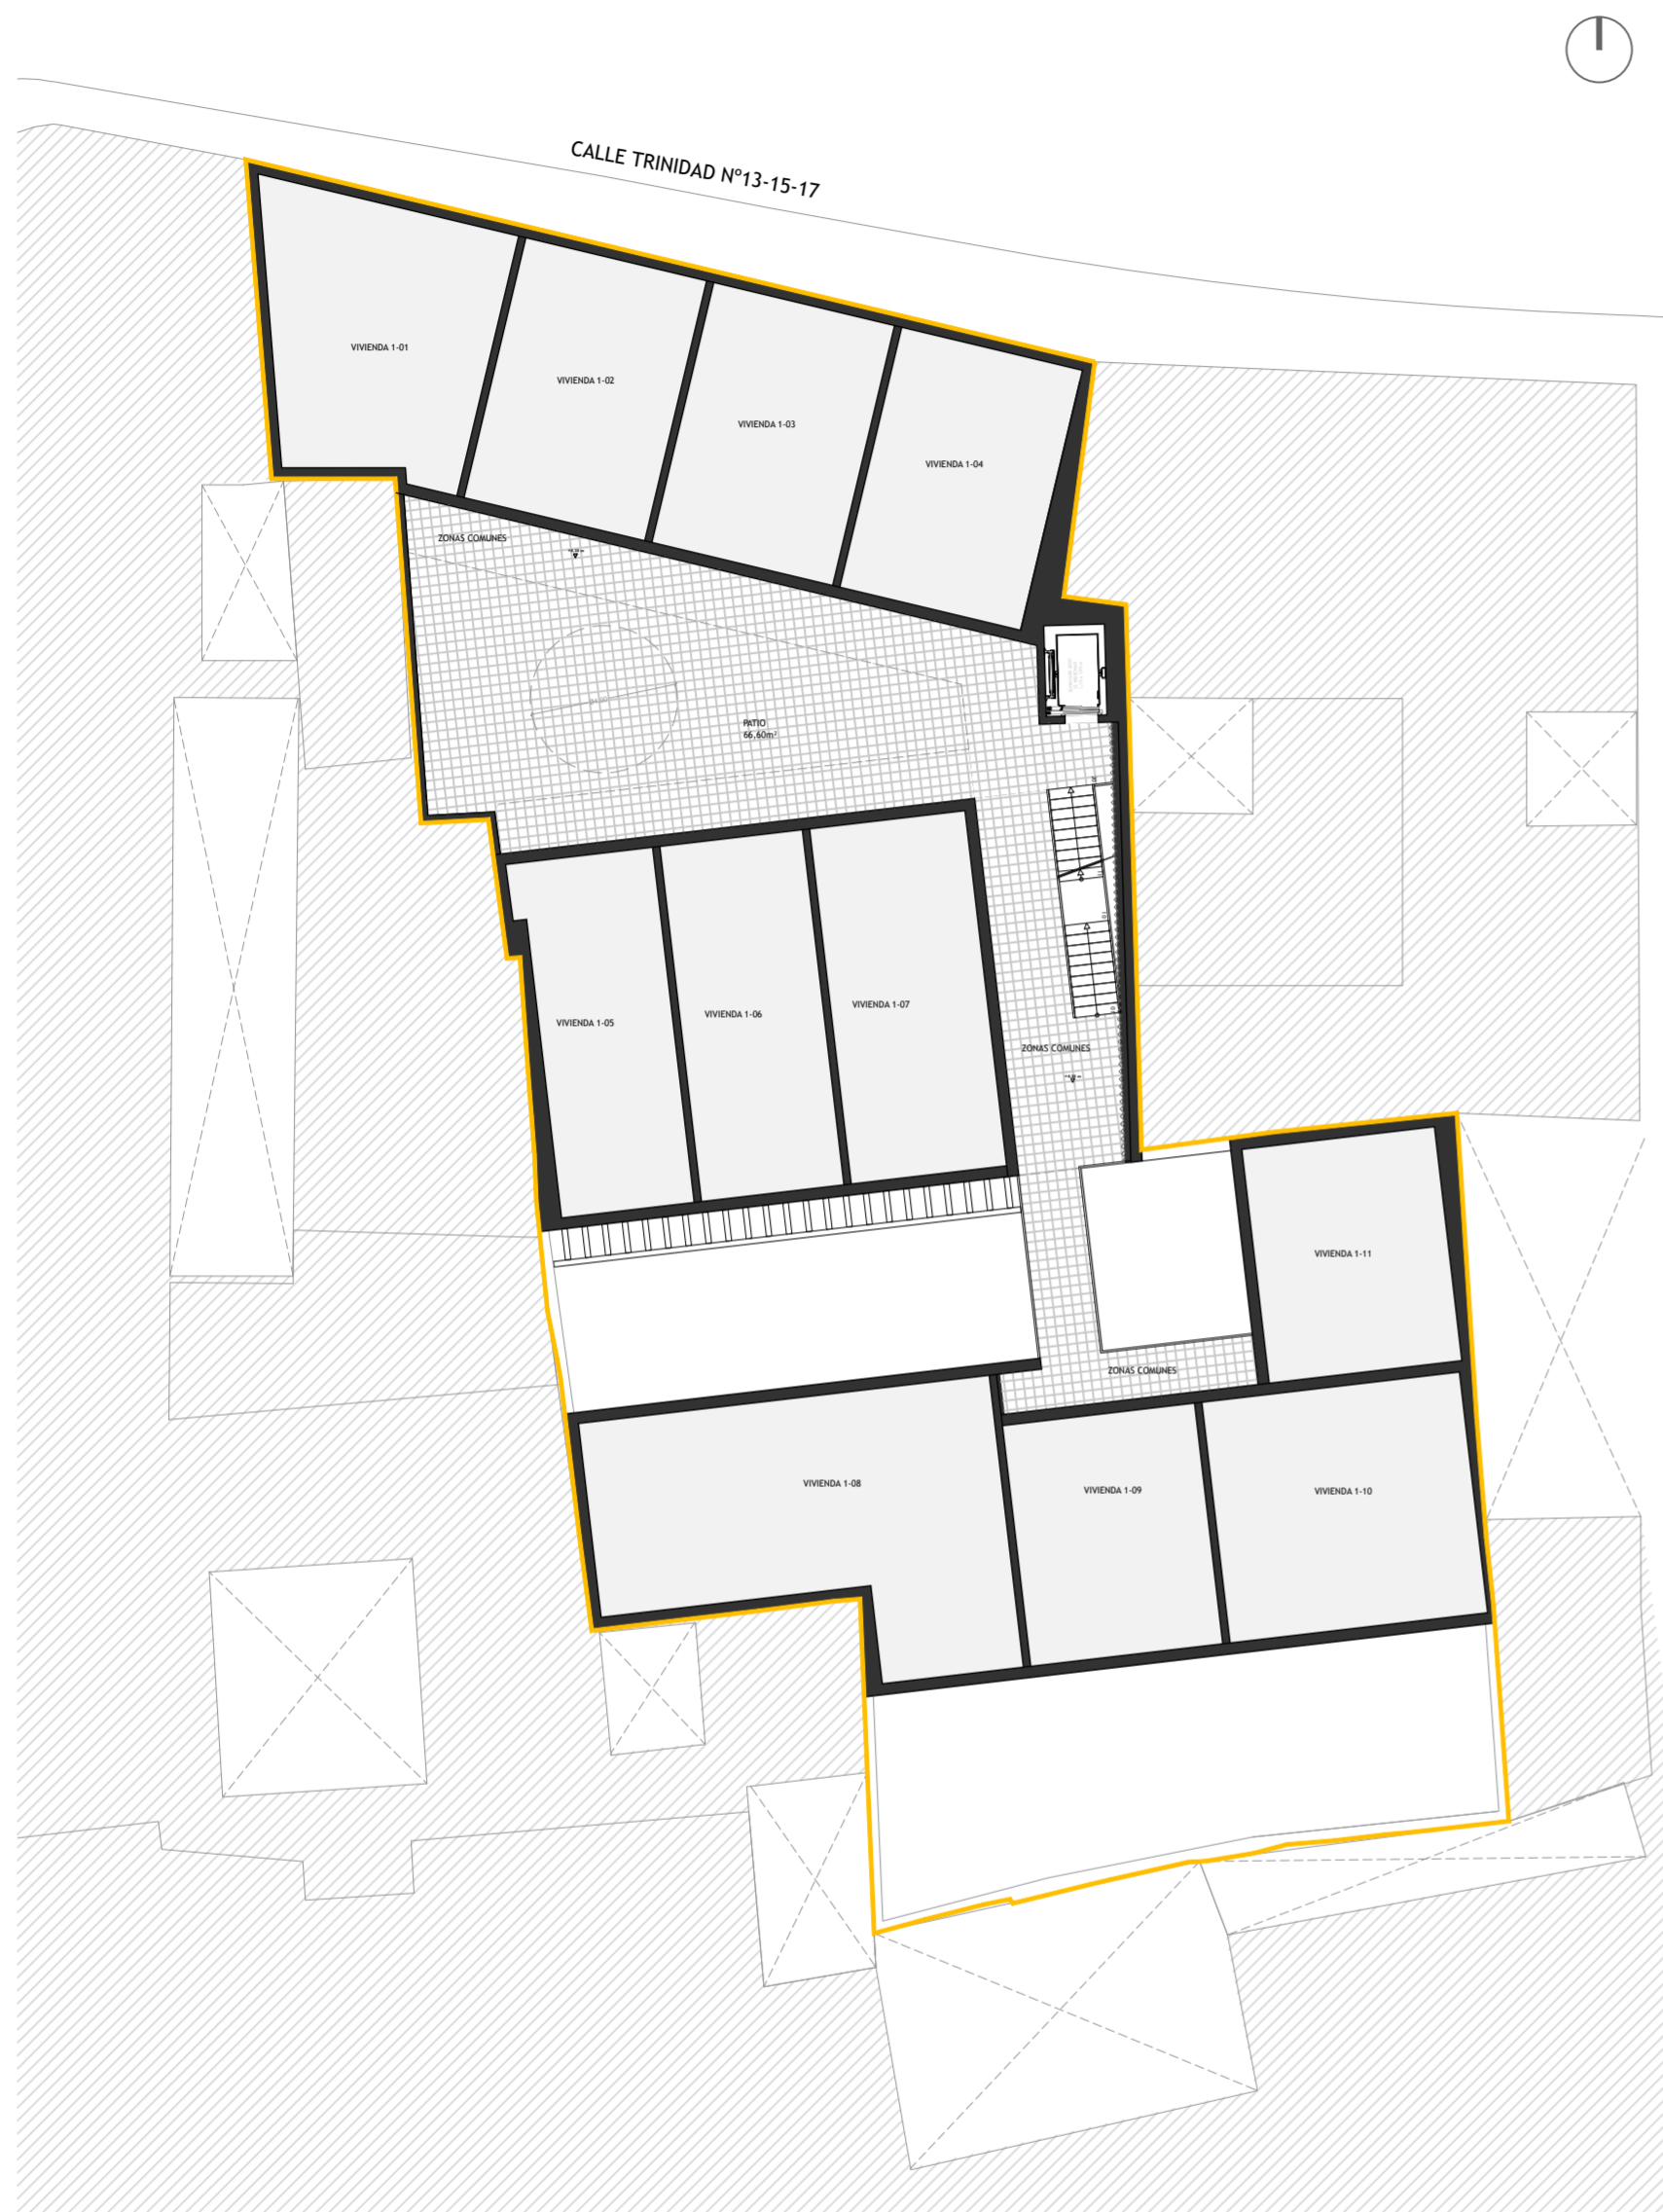 CALLE TRINIDAD Nº13-15-17
VIVIENDA 1-01
VIVIENDA 1-02
VIVIENDA 1-03
VIVIENDA 1-04
ZONAS COMUNES
PATIO
66,60m²
VIVIENDA 1-05
VIVIENDA 1-06
VIVIENDA 1-07
ZONAS COMUNES
VIVIENDA 1-11
ZONAS COMUNES
VIVIENDA 1-08
VIVIENDA 1-09
VIVIENDA 1-10